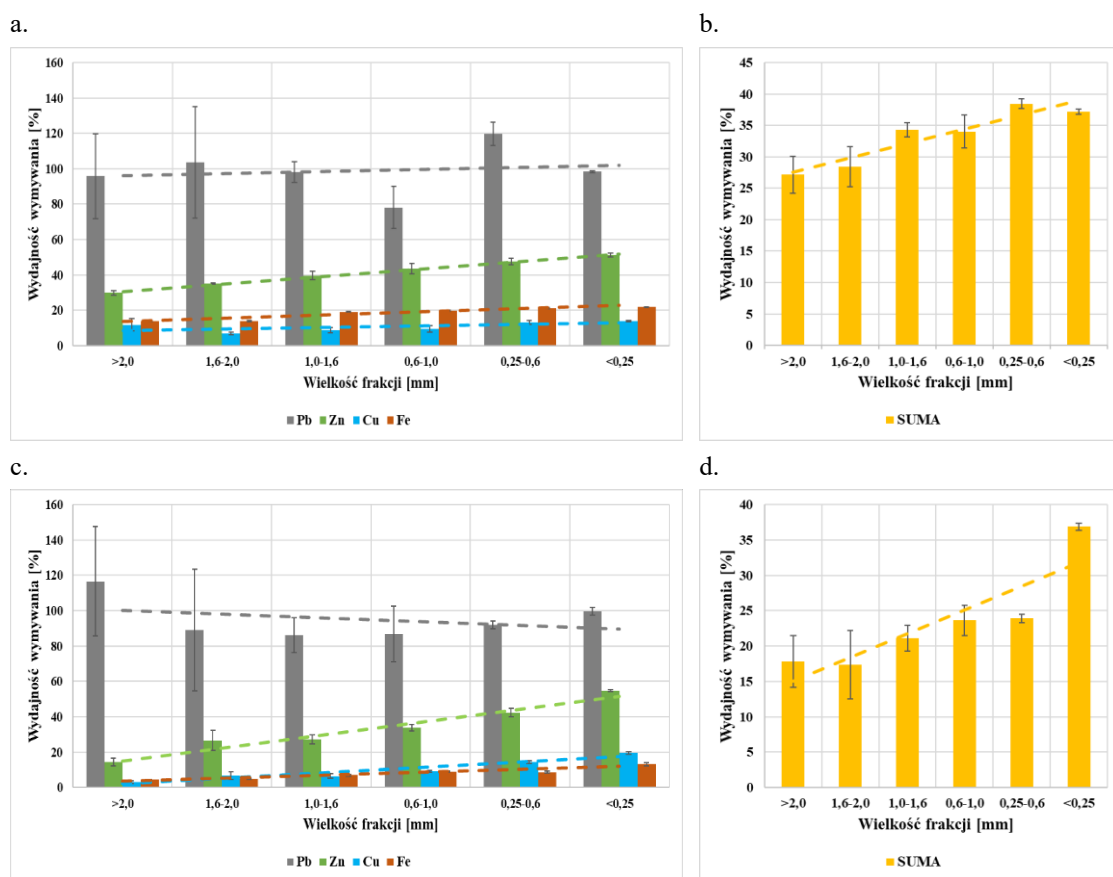 a.
b.
Wydajność wymywania [%]
160
140
120
100
80
60
40
20
0
>2,0 1,6-2,0 1,0-1,6 0,6-1,0 0,25-0,6 <0,25
Wielkość frakcji [mm]
Pb Zn Cu Fe
Wydajność wymywania [%]
45
40
35
30
25
20
15
10
5
0
>2,0 1,6-2,0 1,0-1,6 0,6-1,0 0,25-0,6 <0,25
Wielkość frakcji [mm]
SUMA
c.
d.
Wydajność wymywania [%]
160
140
120
100
80
60
40
20
0
>2,0 1,6-2,0 1,0-1,6 0,6-1,0 0,25-0,6 <0,25
Wielkość frakcji [mm]
Pb Zn Cu Fe
Wydajność wymywania [%]
40
35
30
25
20
15
10
5
0
>2,0 1,6-2,0 1,0-1,6 0,6-1,0 0,25-0,6 <0,25
Wielkość frakcji [mm]
SUMA